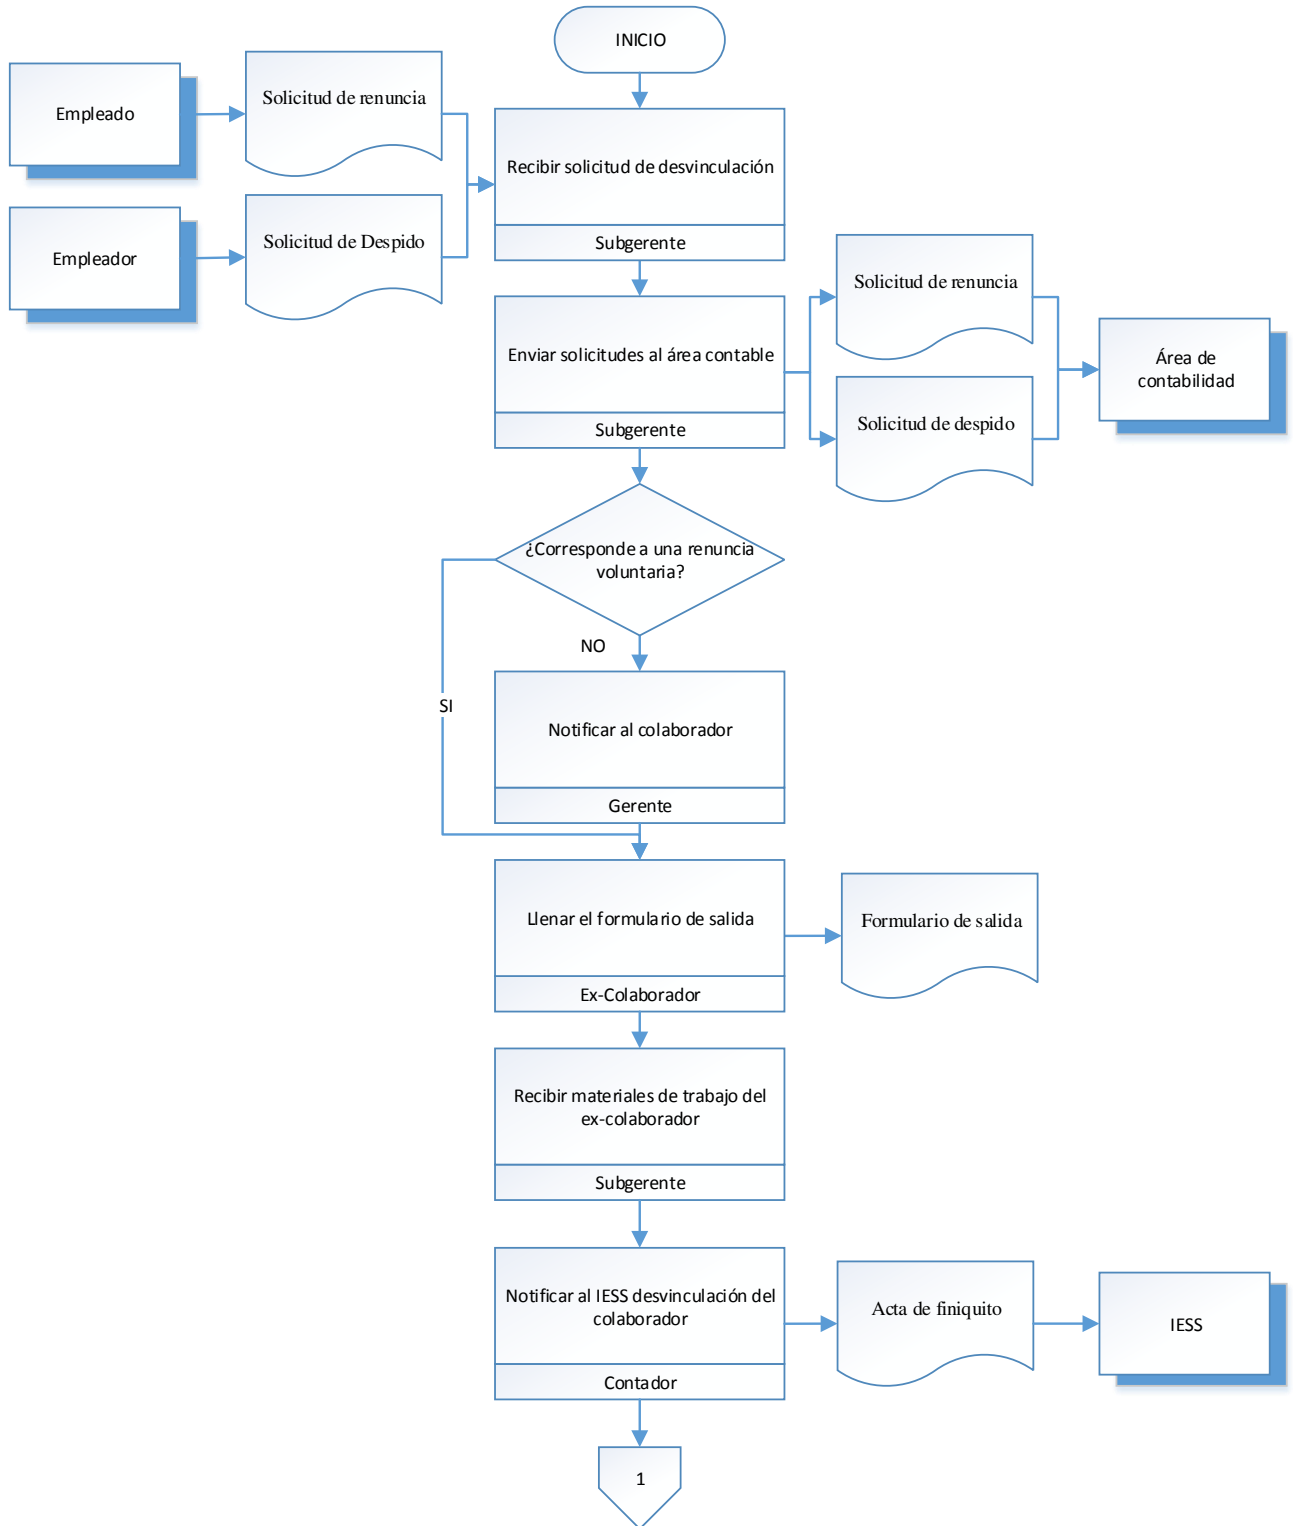 INICIO
Empleado
Solicitud de renuncia
Recibir solicitud de desvinculación
Subgerente
Empleador
Solicitud de Despido
Enviar solicitudes al área contable
Subgerente
Solicitud de renuncia
Solicitud de despido
Área de
contabilidad
¿Corresponde a una renuncia
voluntaria?
NO
SI
Notificar al colaborador
Gerente
Llenar el formulario de salida
Ex-Colaborador
Formulario de salida
Recibir materiales de trabajo del
ex-colaborador
Subgerente
Notificar al IESS desvinculación del
colaborador
Contador
Acta de finiquito
IESS
1